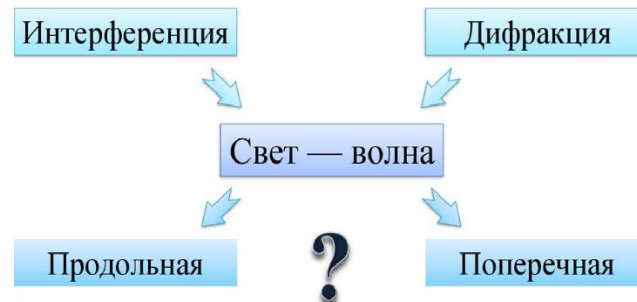 Интерференция
Дифракция
Свет — волна
Продольная
?
Поперечная